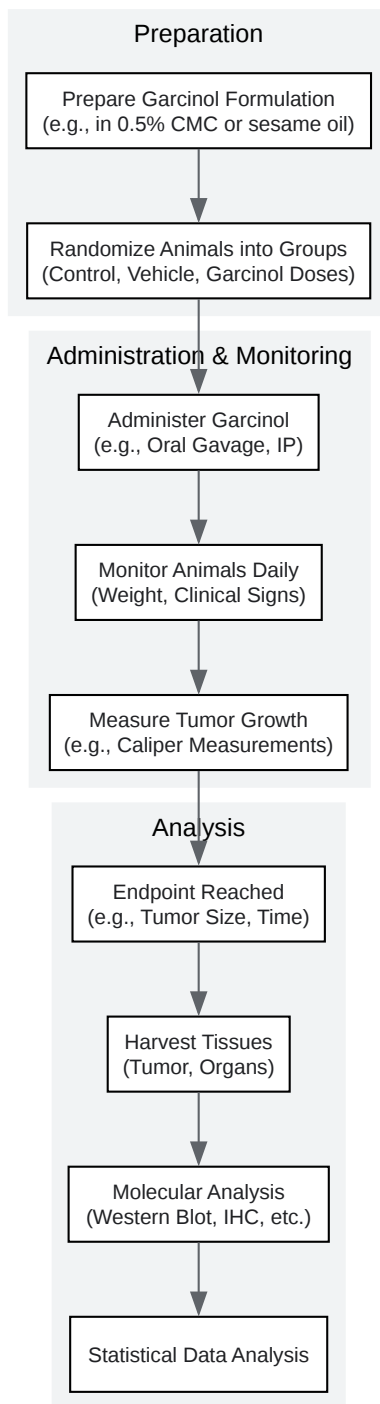 Preparation
Prepare Garcinol Formulation
(e.g., in 0.5% CMC or sesame oil)
Randomize Animals into Groups
(Control, Vehicle, Garcinol Doses)
Administration & Monitoring
Administer Garcinol
(e.g., Oral Gavage, IP)
Monitor Animals Daily
(Weight, Clinical Signs)
Measure Tumor Growth
(e.g., Caliper Measurements)
Analysis
Endpoint Reached
(e.g., Tumor Size, Time)
Harvest Tissues
(Tumor, Organs)
Molecular Analysis
(Western Blot, IHC, etc.)
Statistical Data Analysis